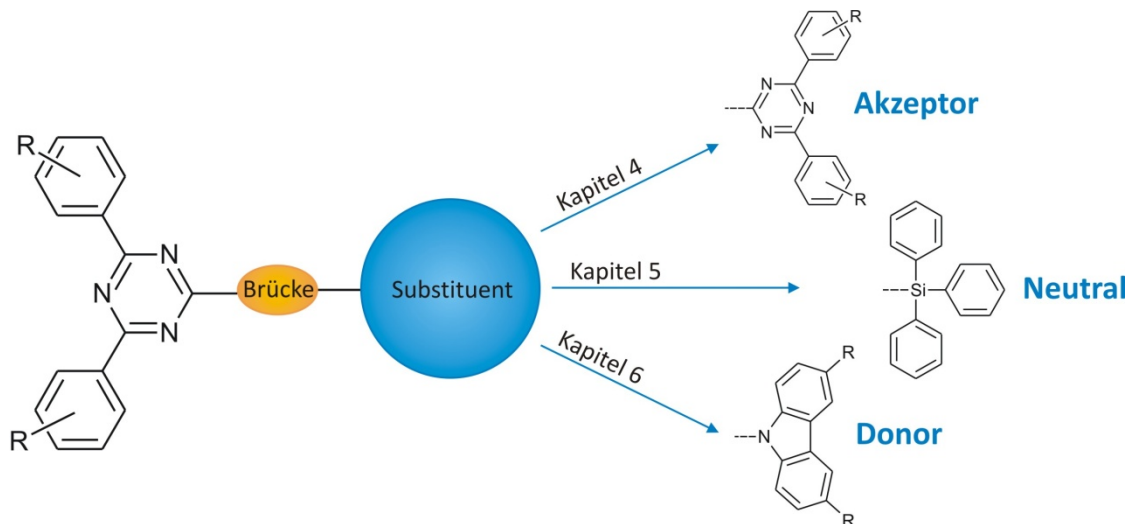 R
N
N
N
R
Brücke
Substituent
Kapitel 4
Kapitel 5
Kapitel 6
R
N
N
N
R
Akzeptor
Si
Neutral
R
N
R
Donor